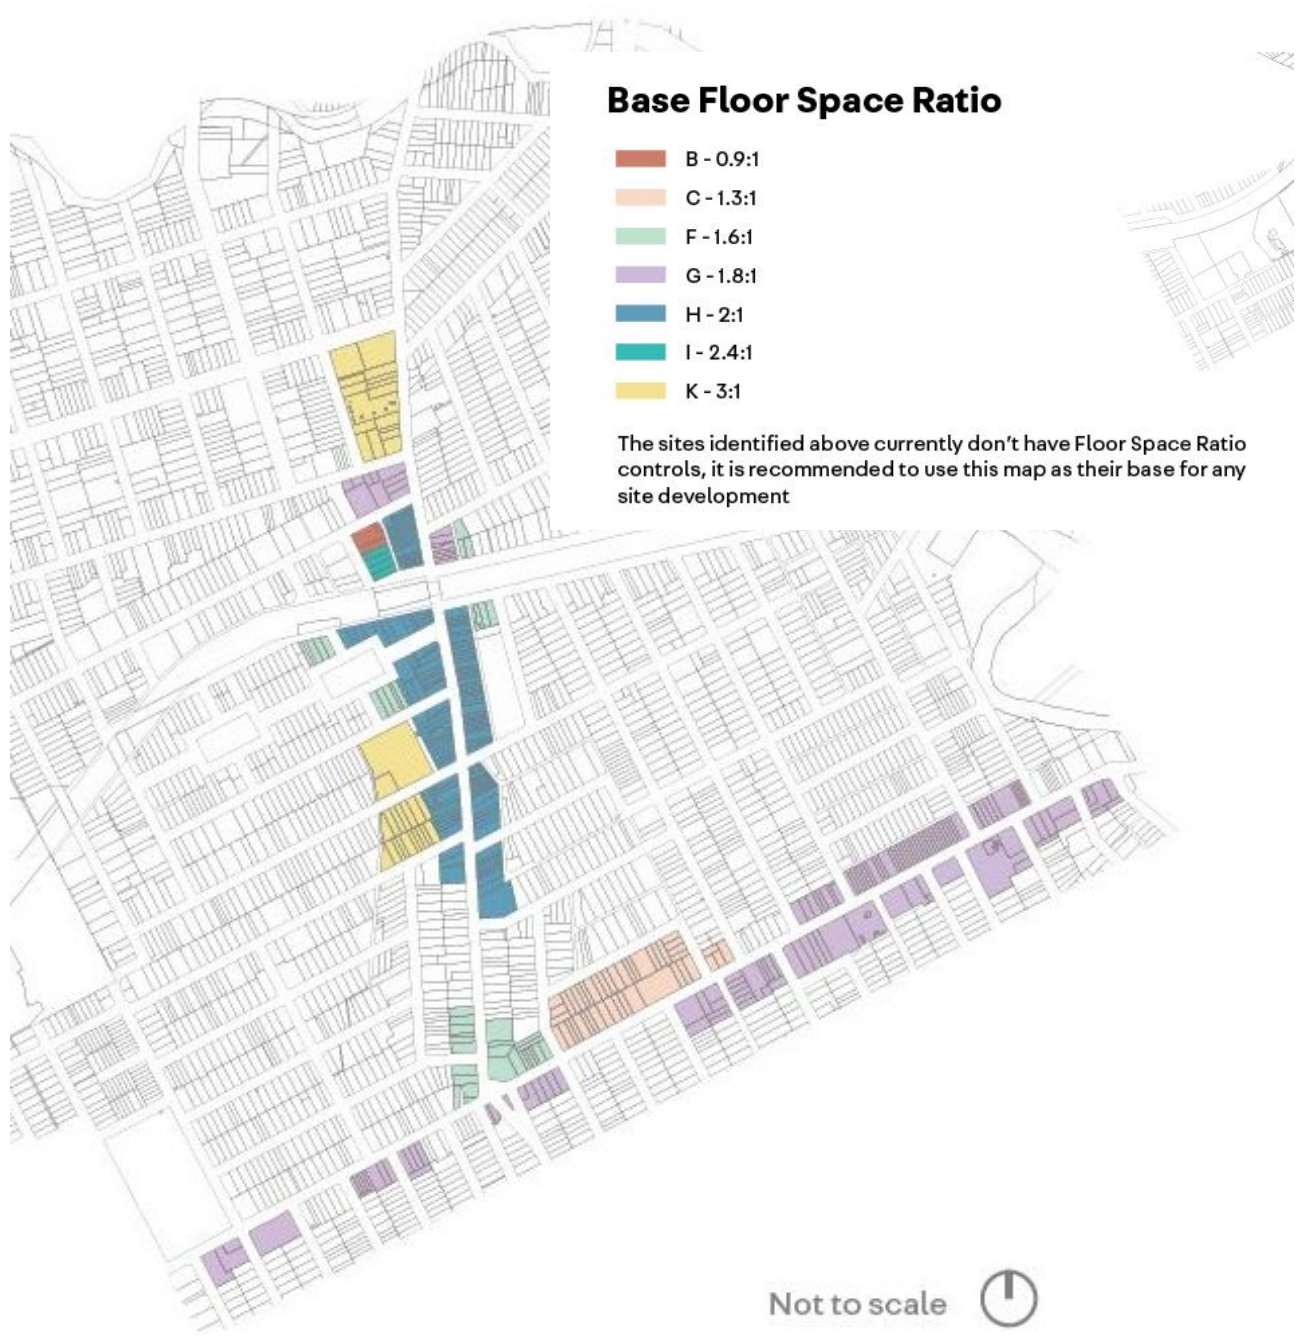 Base Floor Space Ratio
B - 0.9:1
C - 1.3:1
F - 1.6:1
G - 1.8:1
H - 2:1
I - 2.4:1
K - 3:1
The sites identified above currently don't have Floor Space Ratio
controls, it is recommended to use this map as their base for any
site development
Not to scale